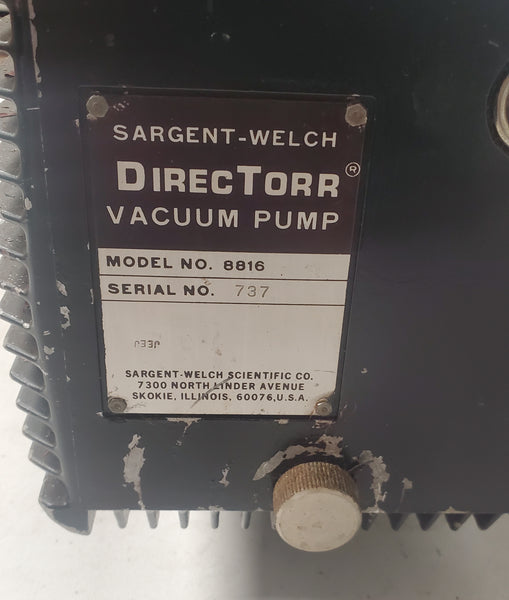 SARGENT-WELCH
DIRECTORR®
VACUUM PUMP
MODEL NO. 8816
SERIAL NO. 737
SARGENT-WELCH SCIENTIFIC CO.
7300 NORTH LINDER AVENUE
SKOKIE, ILLINOIS, 60076, U.S.A.